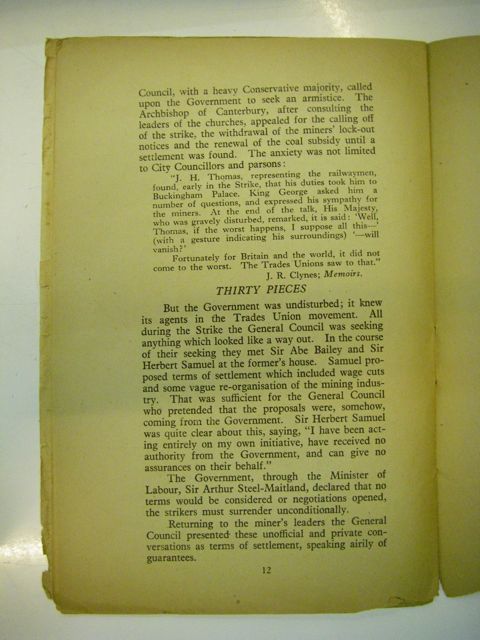 Council, with a heavy Conservative majority, called
upon the Government to seek an armistice. The
Archbishop of Canterbury, after consulting the
leaders of the churches, appealed for the calling off
of the strike, the withdrawal of the miners' lock-out
notices and the renewal of the coal subsidy until a
settlement was found. The anxiety was not limited
to City Councillors and parsons:
"J. H. Thomas, representing the railwaymen,
found, early in the Strike, that his duties took him to
Buckingham Palace. King George asked him a
number of questions, and expressed his sympathy for
the miners. At the end of the talk, His Majesty,
who was gravely disturbed, remarked, it is said: 'Well,
Thomas, if the worst happens, I suppose all this—'
(with a gesture indicating his surroundings) '—will
vanish?'
Fortunately for Britain and the world, it did not
come to the worst. The Trades Unions saw to that."
J. R. Clynes; Memoirs.
THIRTY PIECES
But the Government was undisturbed; it knew
its agents in the Trades Union movement. All
during the Strike the General Council was seeking
anything which looked like a way out. In the course
of their seeking they met Sir Abe Bailey and Sir
Herbert Samuel at the former's house. Samuel pro-
posed terms of settlement which included wage cuts
and some vague re-organisation of the mining indus-
try. That was sufficient for the General Council
who pretended that the proposals were, somehow,
coming from the Government. Sir Herbert Samuel
was quite clear about this, saying, "I have been act-
ing entirely on my own initiative, have received no
authority from the Government, and can give no
assurances on their behalf."
The Government, through the Minister of
Labour, Sir Arthur Steel-Maitland, declared that no
terms would be considered or negotiations opened,
the strikers must surrender unconditionally.
Returning to the miner's leaders the General
Council presented these unofficial and private con-
versations as terms of settlement, speaking airily of
guarantees.
12